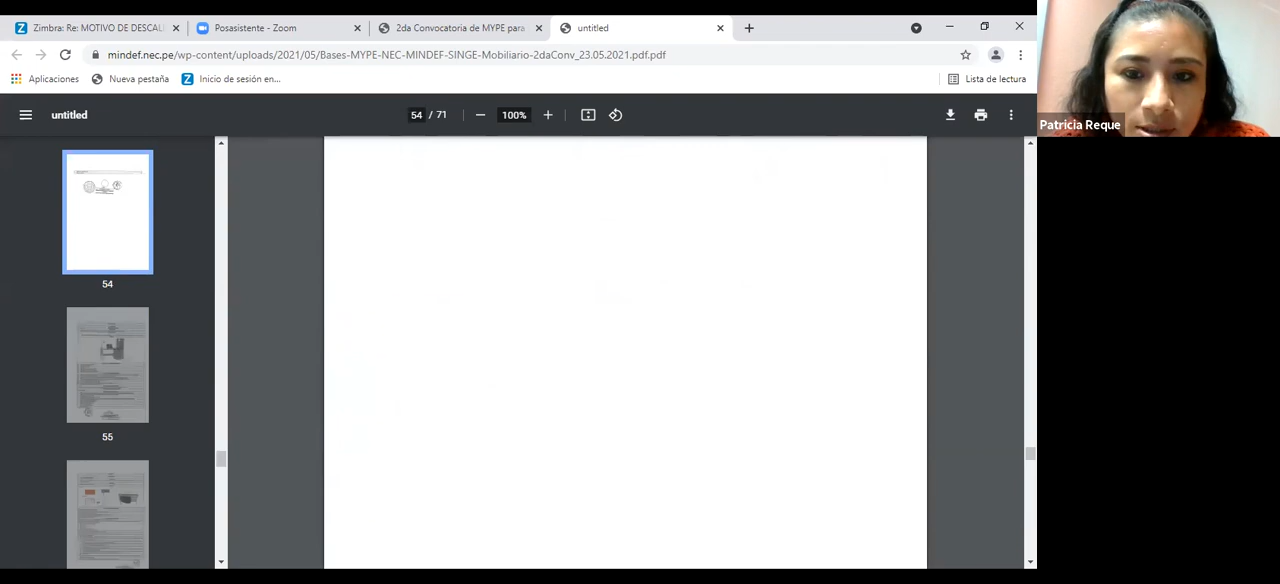 Zimbra: Re: MOTIVO DE DESCALI
Posasistente - Zoom
2da Convocatoria de MYPE para
untitled
mindef.nec.pe/wp-content/uploads/2021/05/Bases-MYPE-NEC-MINDEF-SINGE-Mobiliario-2daConv_23.05.2021.pdf.pdf
Aplicaciones
Nueva pestaña
Inicio de sesión en...
Lista de lectura
untitled
54 / 71
100%
Patricia Reque
54
55